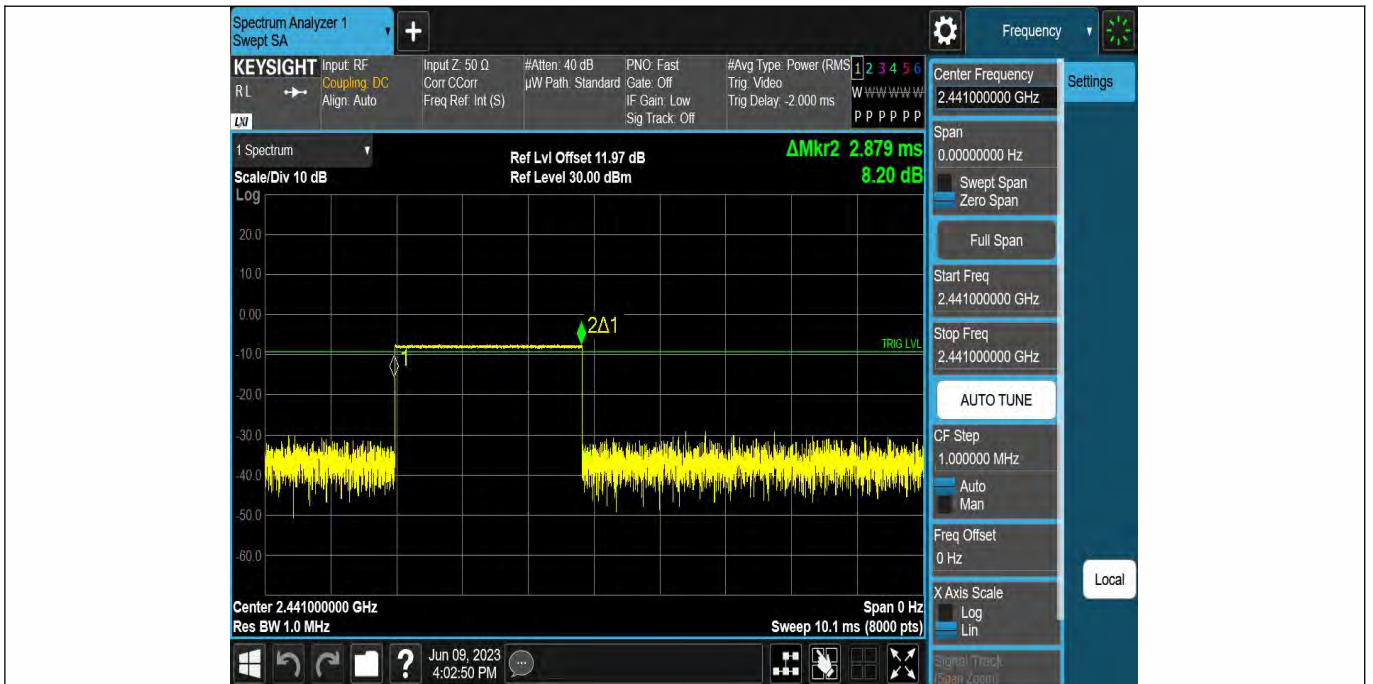 Spectrum Analyzer 1
Swept SA
+
Frequency
KEYSIGHT
RL
LXI
Input: RF
Coupling: DC
Align: Auto
Input Z: 50 Ω
Corr CCorr
Freq Ref: Int (S)
#Atten: 40 dB
µW Path: Standard
PNO: Fast
Gate: Off
IF Gain: Low
Sig Track: Off
#Avg Type: Power (RMS
Trig: Video
Trig Delay: -2.000 ms
1 2 3 4 5 6
W W W W W W
P P P P P P
Center Frequency
2.441000000 GHz
Settings
Span
0.00000000 Hz
Swept Span
Zero Span
Full Span
Start Freq
2.441000000 GHz
Stop Freq
2.441000000 GHz
AUTO TUNE
CF Step
1.000000 MHz
Auto
Man
Freq Offset
0 Hz
X Axis Scale
Log
Lin
Signal Track
(Span Zoom)
Local
1 Spectrum
Scale/Div 10 dB
Log
Ref Lvl Offset 11.97 dB
Ref Level 30.00 dBm
ΔMkr2 2.879 ms
8.20 dB
20.0
10.0
0.00
-10.0
-20.0
-30.0
-40.0
-50.0
-60.0
2Δ1
1
TRIG LVL
Center 2.441000000 GHz
Res BW 1.0 MHz
Span 0 Hz
Sweep 10.1 ms (8000 pts)
?
Jun 09, 2023
4:02:50 PM